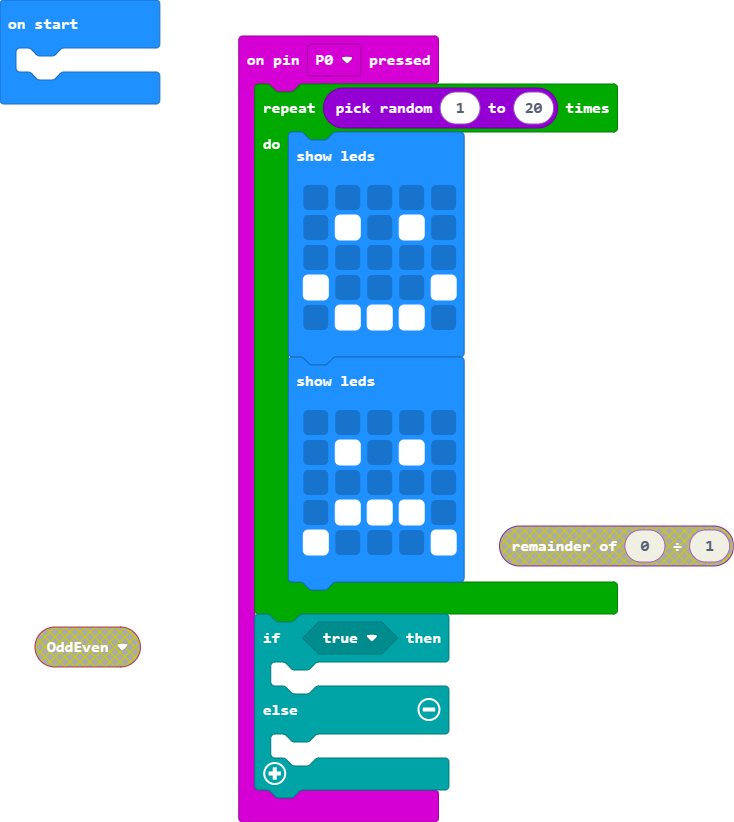 on start
on pin P0 pressed
repeat pick random 1 to 20 times
do
show leds
show leds
remainder of 0 ÷ 1
OddEven
if true then
else